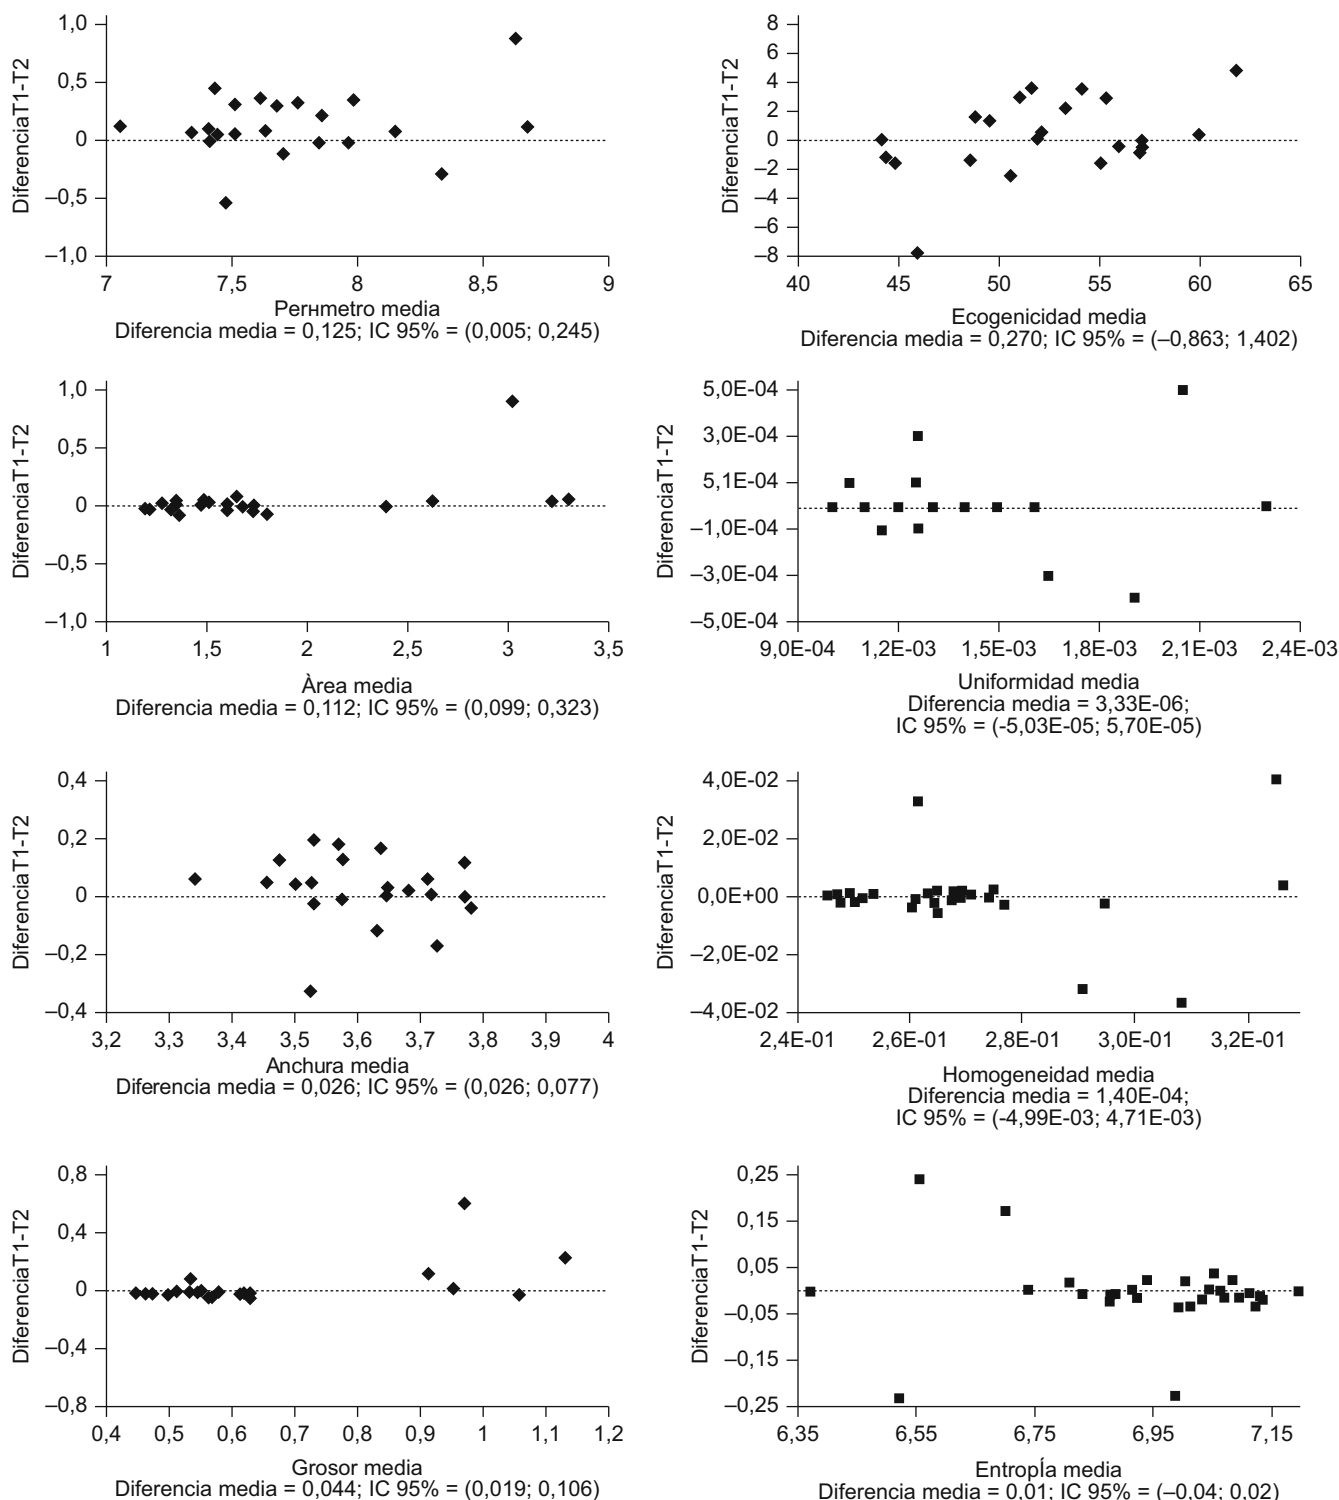 1,0
0,5
0
–0,5
–1,0
DiferenciaT1-T2
7
7,5
8
8,5
9
Perнmetro media
Diferencia media = 0,125; IC 95% = (0,005; 0,245)
8
6
4
2
0
–2
–4
–6
–8
DiferenciaT1-T2
40
45
50
55
60
65
Ecogenicidad media
Diferencia media = 0,270; IC 95% = (–0,863; 1,402)
1,0
0,5
0
–0,5
–1,0
DiferenciaT1-T2
1
1,5
2
2,5
3
3,5
Àrea media
Diferencia media = 0,112; IC 95% = (0,099; 0,323)
5,0E-04
3,0E-04
5,1E-04
–1,0E-04
–3,0E-04
–5,0E-04
DiferenciaT1-T2
9,0E-04
1,2E-03
1,5E-03
1,8E-03
2,1E-03
2,4E-03
Uniformidad media
Diferencia media = 3,33E-06;
IC 95% = (-5,03E-05; 5,70E-05)
0,4
0,2
0
–0,2
–0,4
DiferenciaT1-T2
3,2
3,3
3,4
3,5
3,6
3,7
3,8
3,9
4
Anchura media
Diferencia media = 0,026; IC 95% = (0,026; 0,077)
4,0E-02
2,0E-02
0,0E+00
–2,0E-02
–4,0E-02
DiferenciaT1-T2
2,4E-01
2,6E-01
2,8E-01
3,0E-01
3,2E-01
Homogeneidad media
Diferencia media = 1,40E-04;
IC 95% = (-4,99E-03; 4,71E-03)
0,8
0,4
0
–0,4
–0,8
DiferenciaT1-T2
0,4
0,5
0,6
0,7
0,8
0,9
1
1,1
1,2
Grosor media
Diferencia media = 0,044; IC 95% = (0,019; 0,106)
0,25
0,15
0,05
–0,05
–0,15
–0,25
DiferenciaT1-T2
6,35
6,55
6,75
6,95
7,15
EntropÍa media
Diferencia media = 0,01; IC 95% = (–0,04; 0,02)